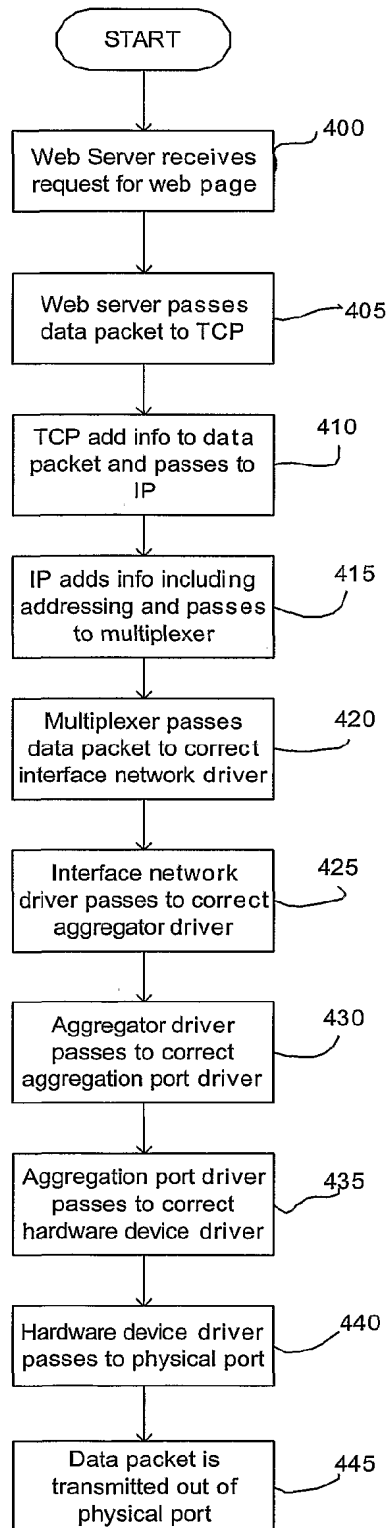 START
400
Web Server receives
request for web page
Web server passes
data packet to TCP
405
410
TCP add info to data
packet and passes to
IP
415
IP adds info including
addressing and passes
to multiplexer
420
Multiplexer passes
data packet to correct
interface network driver
425
Interface network
driver passes to correct
aggregator driver
430
Aggregator driver
passes to correct
aggregation port driver
435
Aggregation port driver
passes to correct
hardware device driver
440
Hardware device driver
passes to physical port
445
Data packet is
transmitted out of
physical port